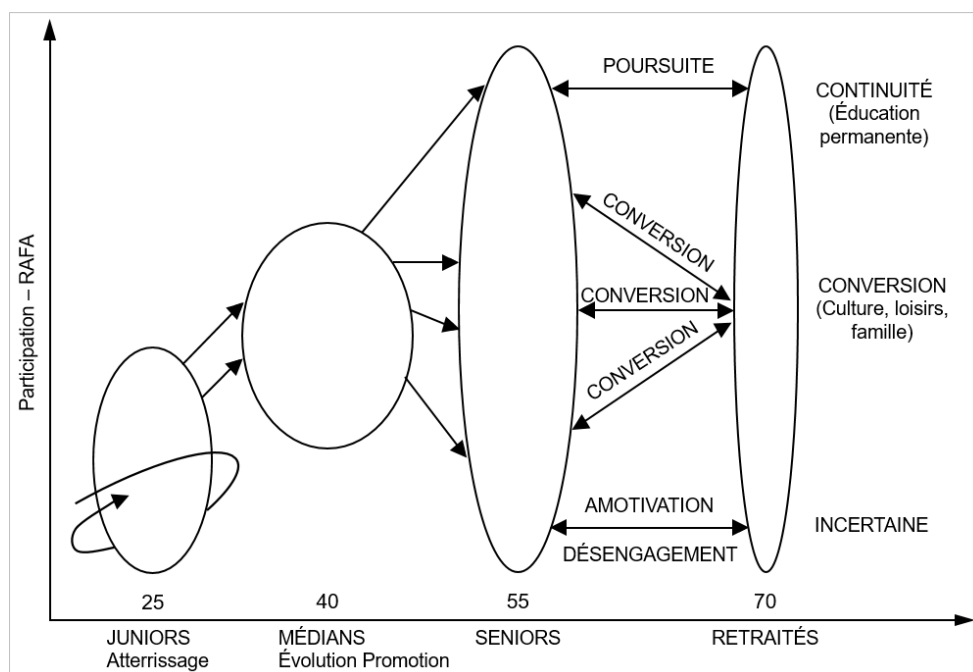 POURSUITE
CONTINUITÉ
(Éducation
permanente)
CONVERSION
CONVERSION
CONVERSION
CONVERSION
(Culture, loisirs,
famille)
Participation – RAFA
AMOTIVATION
DÉSENGAGEMENT
INCERTAINE
25
40
55
70
JUNIORS
Atterrissage
MÉDIANS
Évolution Promotion
SENIORS
RETRAITÉS